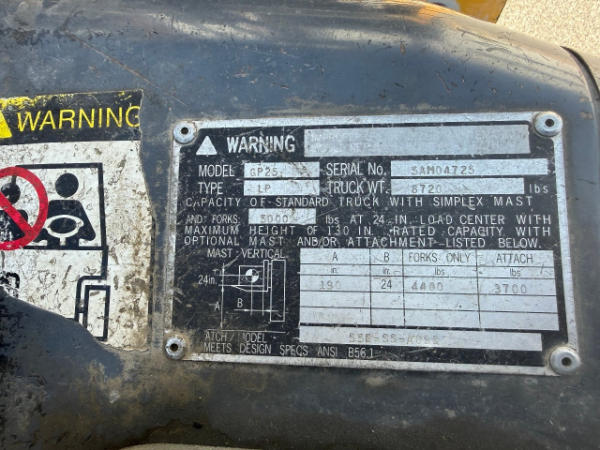 WARNING
WARNING
MODEL GP25 SERIAL No. 5AM04725
TYPE LP TRUCK WT. 8720 lbs
CAPACITY OF STANDARD TRUCK WITH SIMPLEX MAST
AND FORKS: 5000 lbs AT 24-IN. LOAD CENTER WITH
MAXIMUM HEIGHT OF 130 IN. RATED CAPACITY WITH
OPTIONAL MAST AND/OR ATTACHMENT LISTED BELOW.
MAST: VERTICAL A B FORKS ONLY ATTACH
in. in. lbs lbs
24in. 190 24 4400 3700
B
A
ATCH/MODEL
MEETS DESIGN SPECS ANSI B56.1